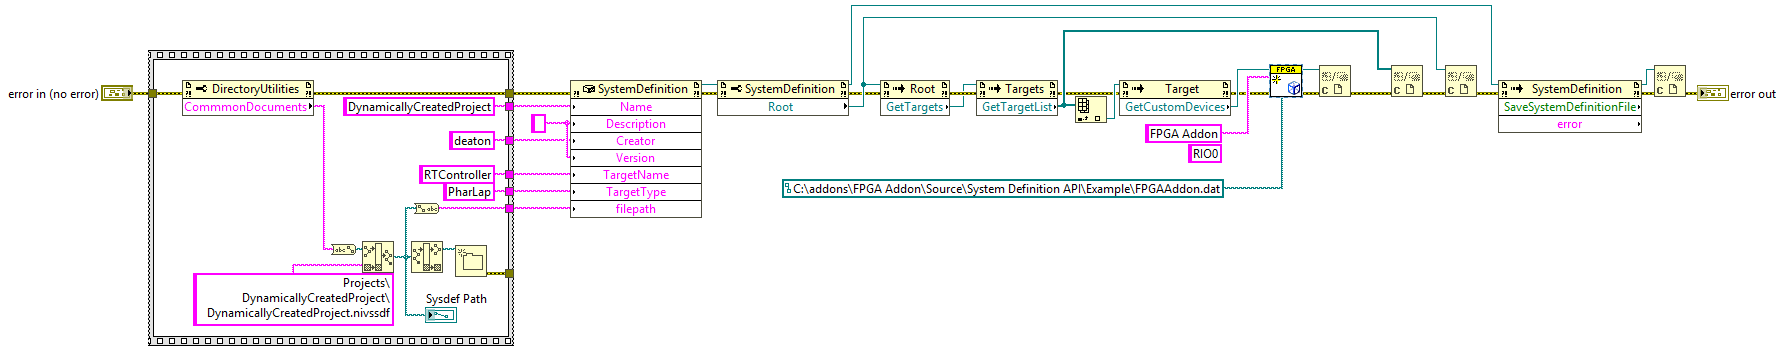 error in (no error)
DirectoryUtilities
CommmonDocuments
DynamicallyCreatedProject
deaton
RTController
PharLap
abc
abc
Projects\
DynamicallyCreatedProject\
DynamicallyCreatedProject.nivssdf
Sysdef Path
SystemDefinition
Name
Description
Creator
Version
TargetName
TargetType
filepath
SystemDefinition
Root
Root
GetTargets
Targets
GetTargetList
Target
GetCustomDevices
FPGA Addon
RIO0
C:\addons\FPGA Addon\Source\System Definition API\Example\FPGAAddon.dat
FPGA
C
C
C
SystemDefinition
SaveSystemDefinitionFile
error
C
error out